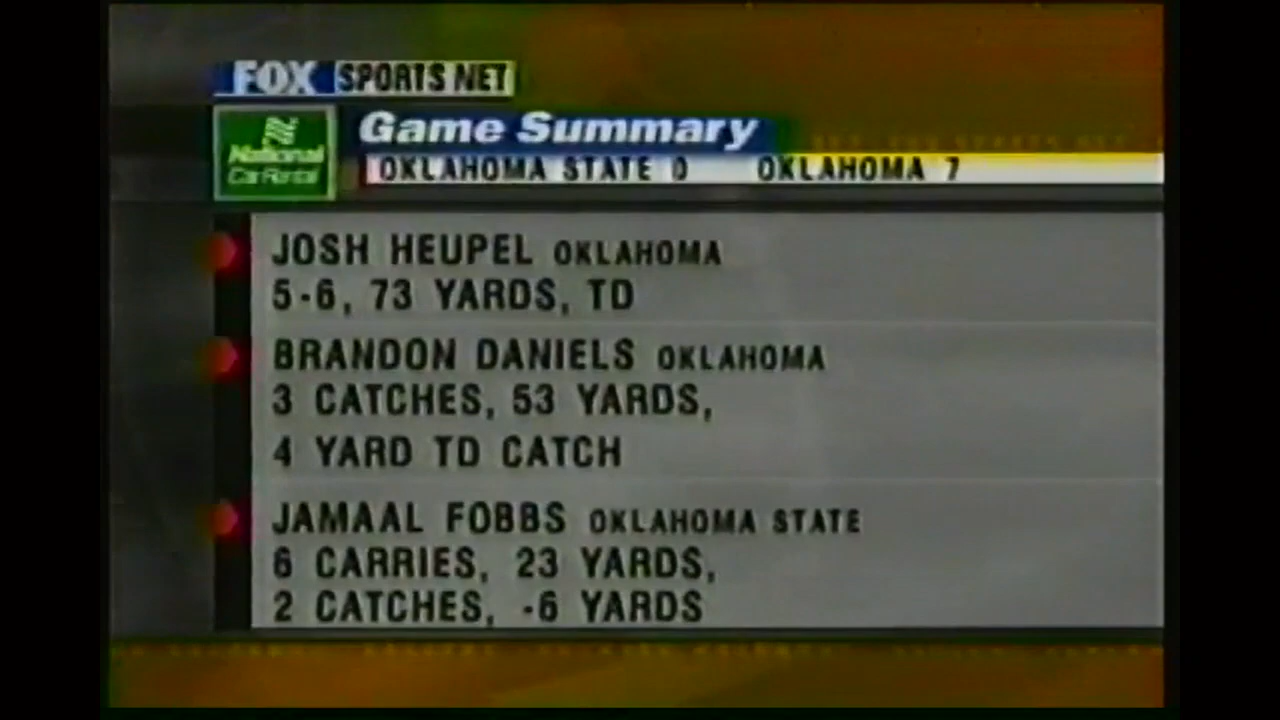 FOX SPORTS NET
National
Car Rental
Game Summary
OKLAHOMA STATE 0 OKLAHOMA 7
JOSH HEUPEL OKLAHOMA
5-6, 73 YARDS, TD
BRANDON DANIELS OKLAHOMA
3 CATCHES, 53 YARDS,
4 YARD TD CATCH
JAMAAL FOBBS OKLAHOMA STATE
6 CARRIES, 23 YARDS,
2 CATCHES, -6 YARDS